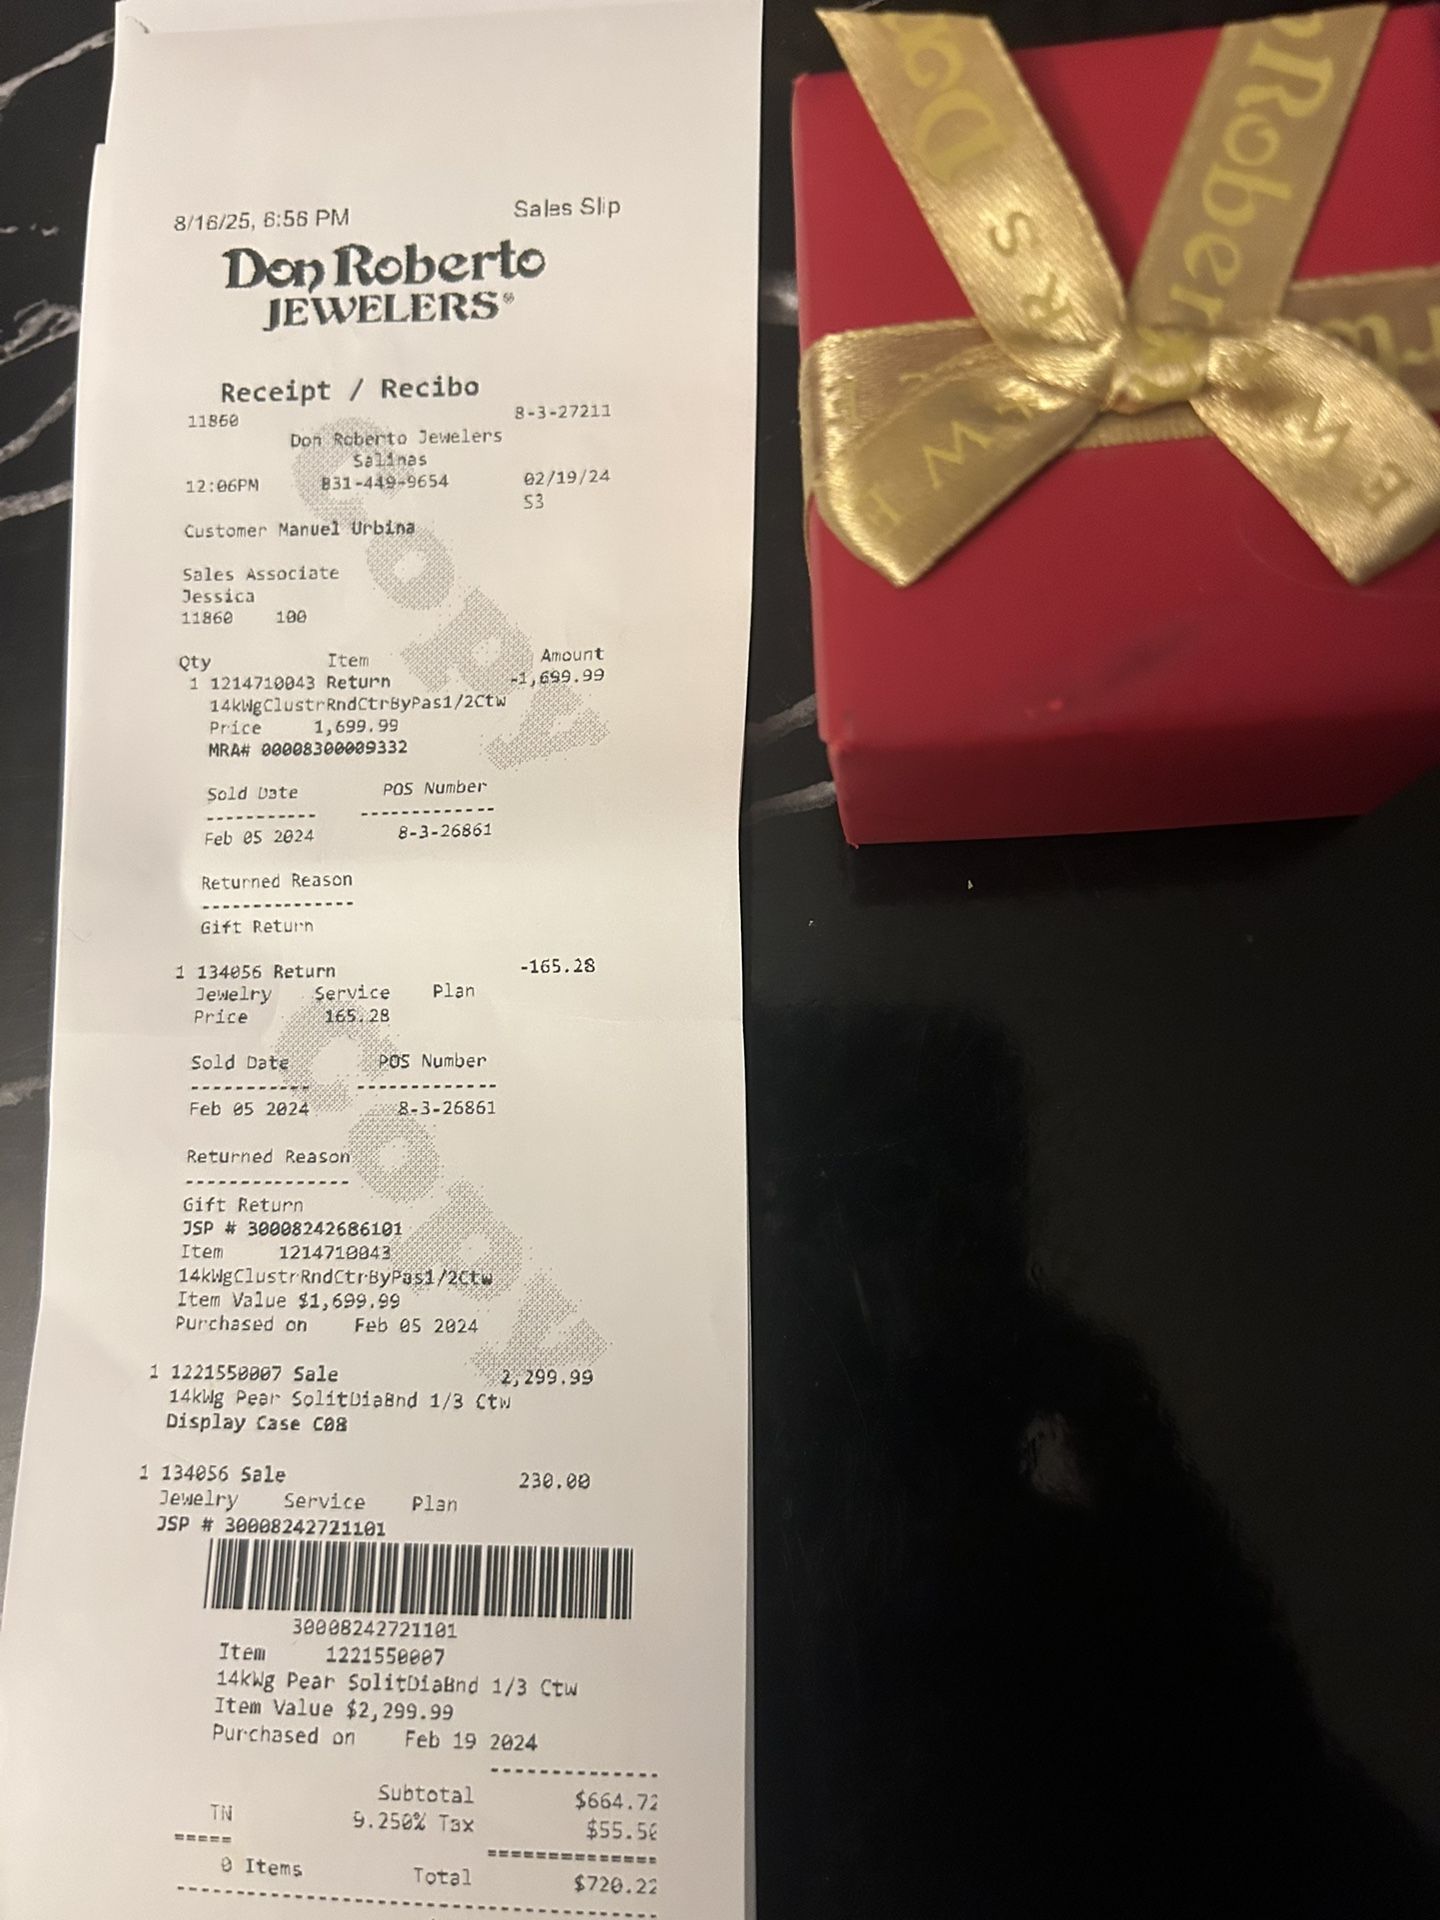 8/16/25, 6:56 PM Sales Slip
Don Roberto
JEWELERS®
Receipt / Recibo
11860 8-3-27211
Don Roberto Jewelers
Salinas
12:06PM 831-449-9654 02/19/24
S3
Customer Manuel Urbina
Sales Associate
Jessica
11860 100
Qty Item Amount
1 1214710043 Return -1,699.99
14kWgClustrRndCtrByPas1/2Ctw
Price 1,699.99
MRA# 00008300009332
Sold Date POS Number
----------- -------------
Feb 05 2024 8-3-26861
Returned Reason
---------------
Gift Return
1 134056 Return -165.28
Jewelry Service Plan
Price 165.28
Sold Date POS Number
----------- -------------
Feb 05 2024 8-3-26861
Returned Reason
---------------
Gift Return
JSP # 30008242686101
Item 1214710043
14kWgClustrRndCtrByPas1/2Ctw
Item Value $1,699.99
Purchased on Feb 05 2024
1 1221550007 Sale 2,299.99
14kWg Pear SolitDiaBnd 1/3 Ctw
Display Case C08
1 134056 Sale 230.00
Jewelry Service Plan
JSP # 30008242721101
30008242721101
Item 1221550007
14kWg Pear SolitDiaBnd 1/3 Ctw
Item Value $2,299.99
Purchased on Feb 19 2024
-------------
Subtotal $664.72
TN 9.250% Tax $55.50
===== =============
0 Items Total $720.22
Copy
Copy
Do
Rober